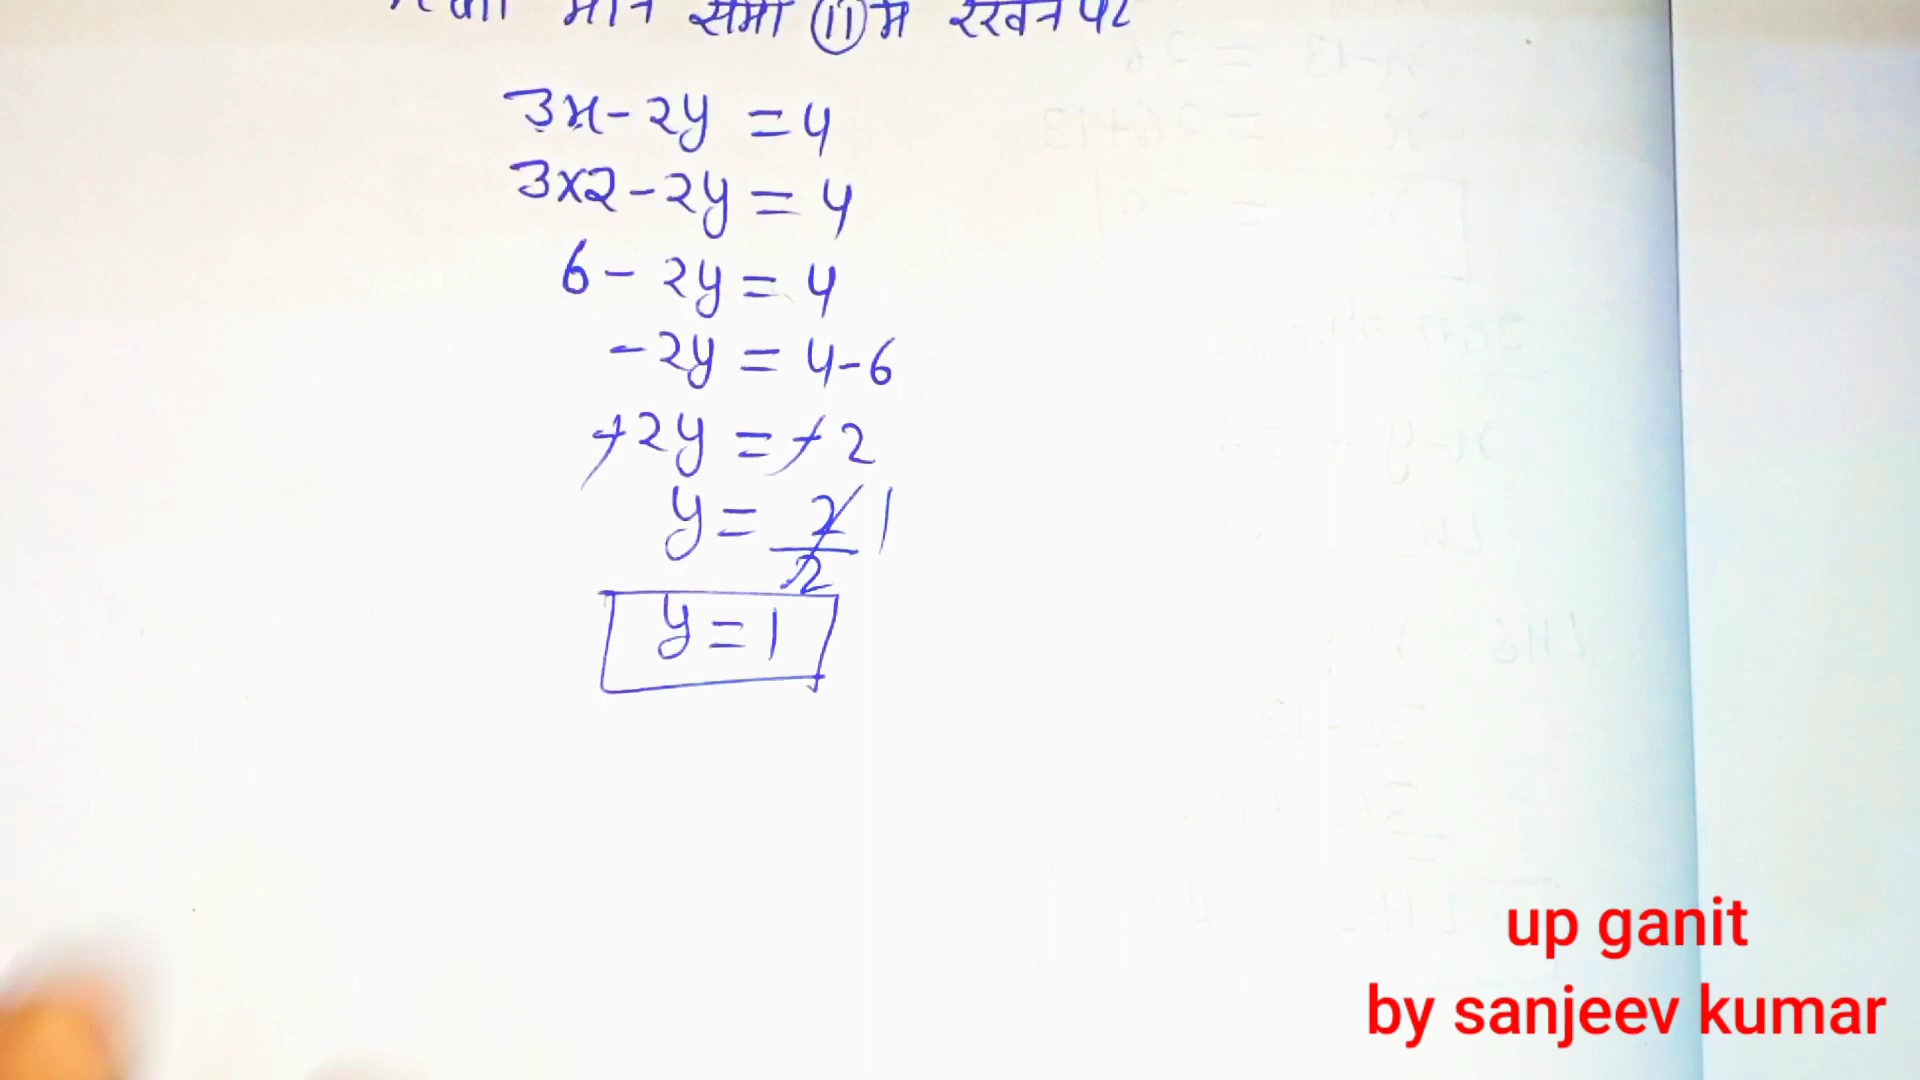 मान समी (11) में रखने पर
3x - 2y = 4
3x2 - 2y = 4
6 - 2y = 4
-2y = 4-6
-2y = -2
y = 2/2 1
y = 1
up ganit
by sanjeev kumar